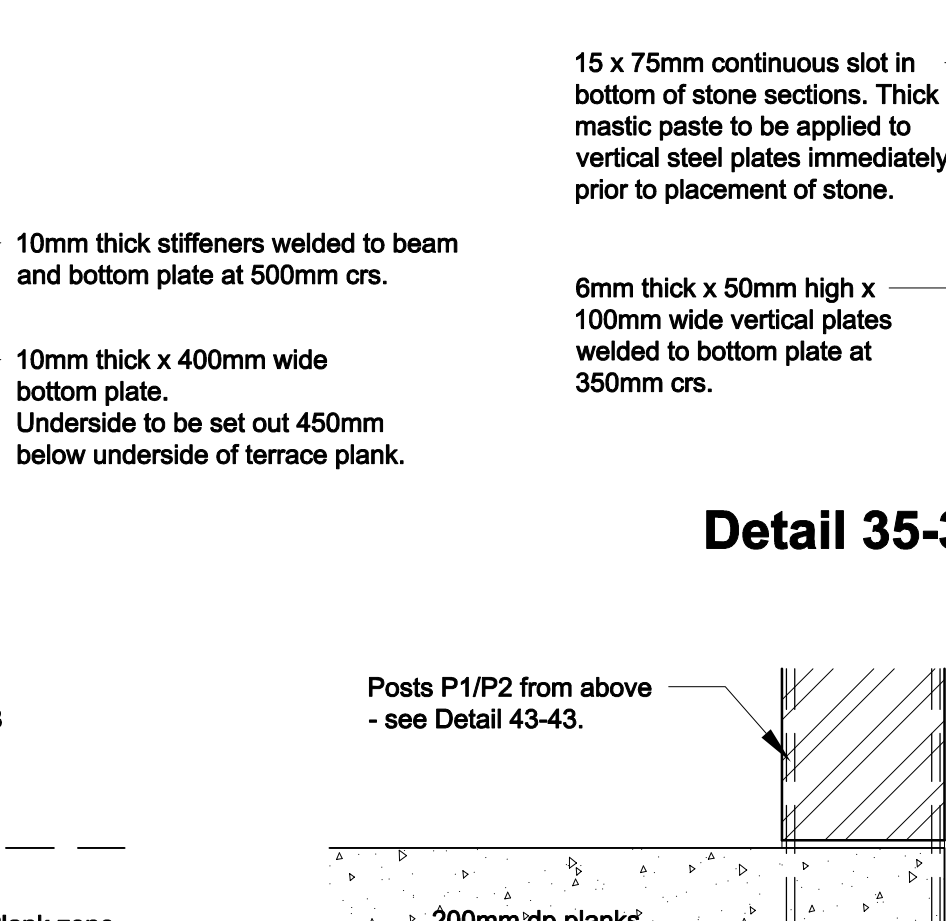 15 x 75mm continuous slot in
bottom of stone sections. Thick
mastic paste to be applied to
vertical steel plates immediately
prior to placement of stone.
10mm thick stiffeners welded to beam
and bottom plate at 500mm crs.
6mm thick x 50mm high x
100mm wide vertical plates
welded to bottom plate at
350mm crs.
10mm thick x 400mm wide
bottom plate.
Underside to be set out 450mm
below underside of terrace plank.
Detail 35-3
Posts P1/P2 from above
- see Detail 43-43.
200mm dp planks